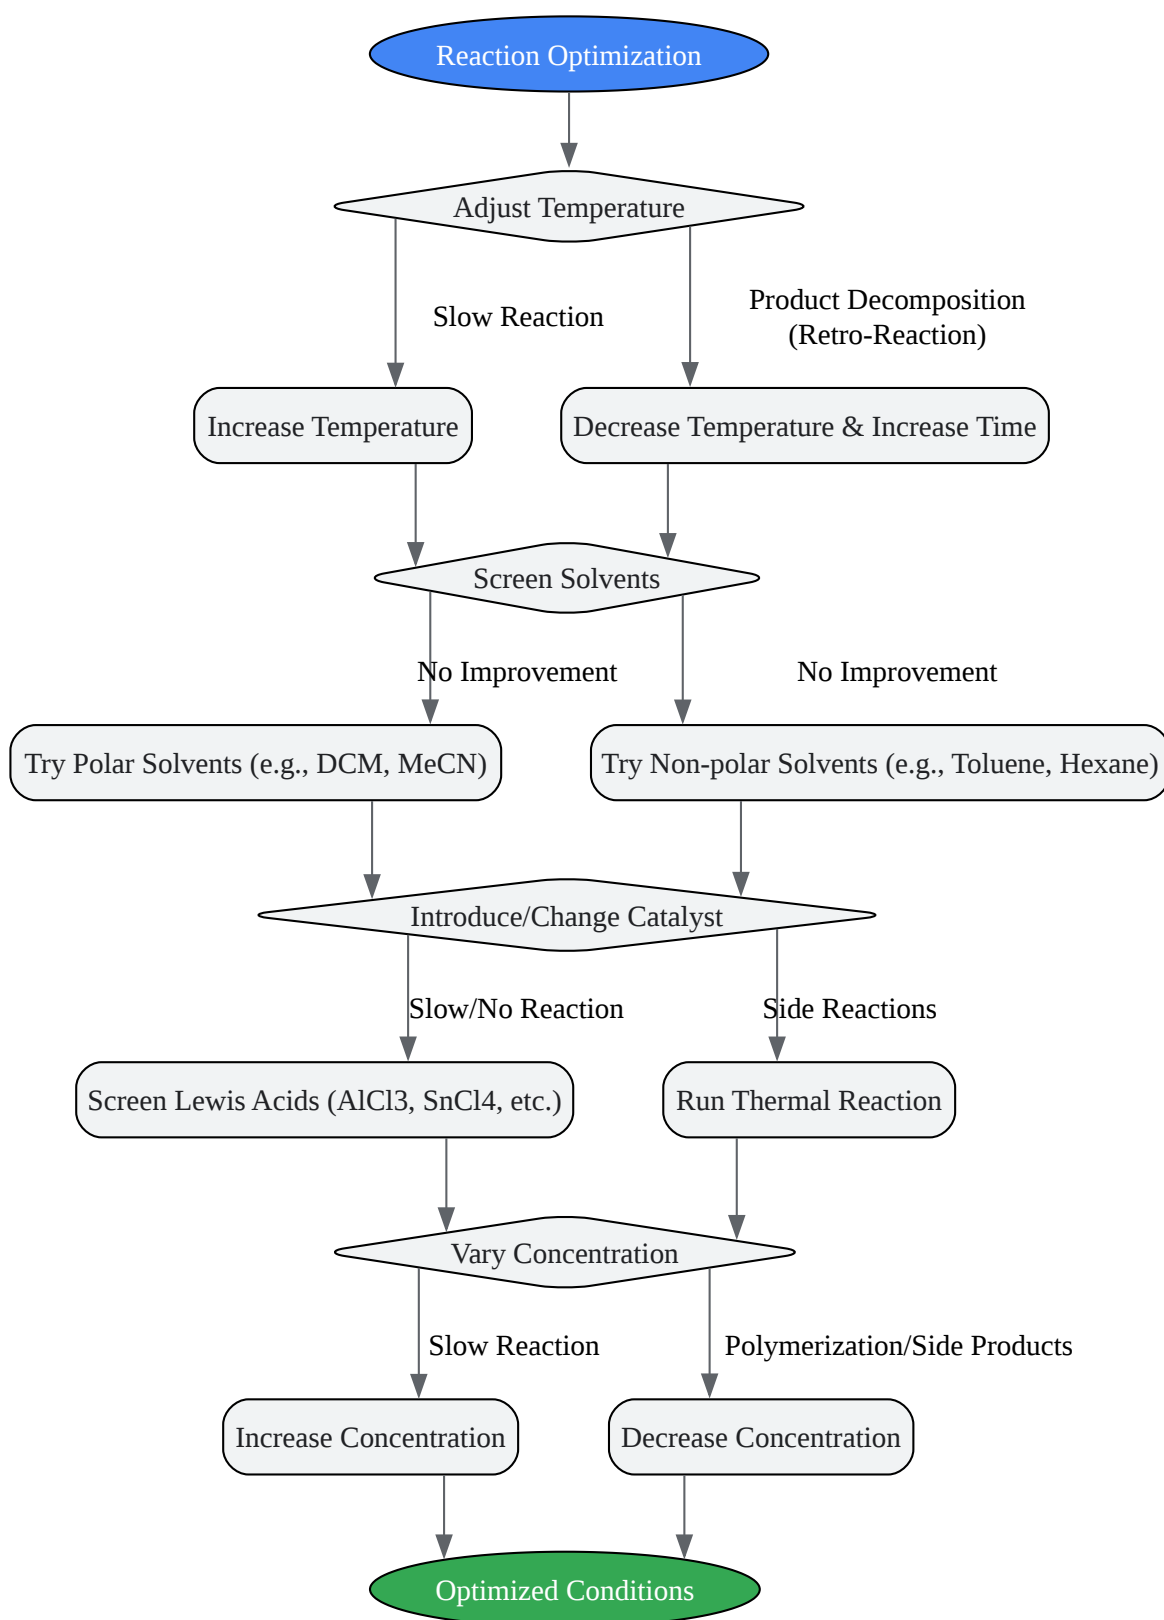 Reaction Optimization
Adjust Temperature
Slow Reaction
Product Decomposition
(Retro-Reaction)
Increase Temperature
Decrease Temperature & Increase Time
Screen Solvents
No Improvement
No Improvement
Try Polar Solvents (e.g., DCM, MeCN)
Try Non-polar Solvents (e.g., Toluene, Hexane)
Introduce/Change Catalyst
Slow/No Reaction
Side Reactions
Screen Lewis Acids (AlCl3, SnCl4, etc.)
Run Thermal Reaction
Vary Concentration
Slow Reaction
Polymerization/Side Products
Increase Concentration
Decrease Concentration
Optimized Conditions